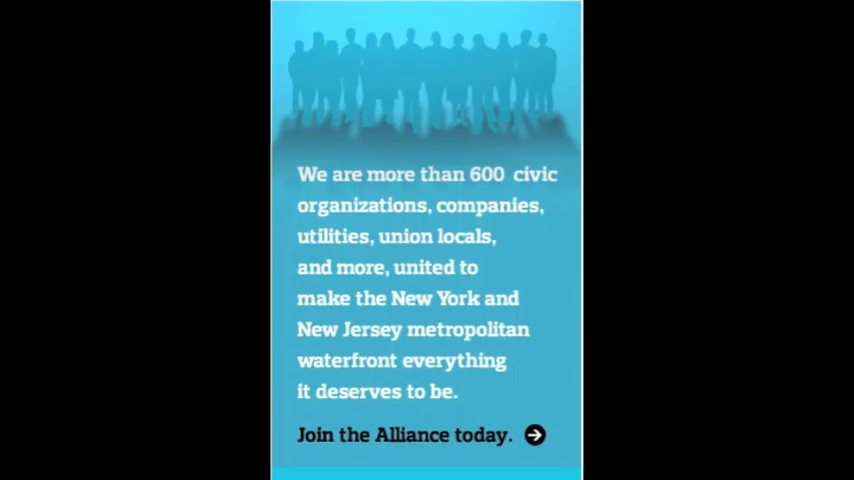 We are more than 600 civic
organizations, companies,
utilities, union locals,
and more, united to
make the New York and
New Jersey metropolitan
waterfront everything
it deserves to be.
Join the Alliance today.